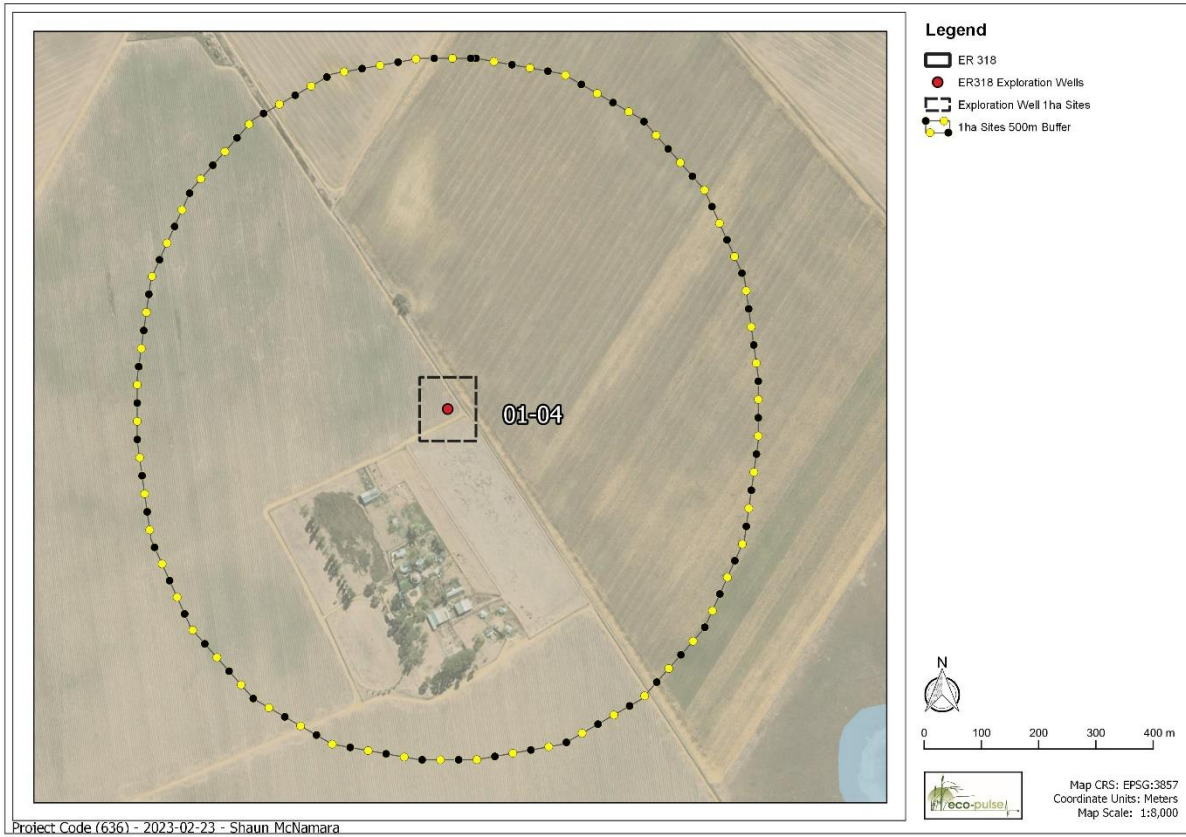 Legend
ER 318
ER318 Exploration Wells
Exploration Well 1ha Sites
1ha Sites 500m Buffer
01-04
N
0 100 200 300 400 m
eco-pulse
Map CRS: EPSG:3857
Coordinate Units: Meters
Map Scale: 1:8,000
Project Code (636) - 2023-02-23 - Shaun McNamara